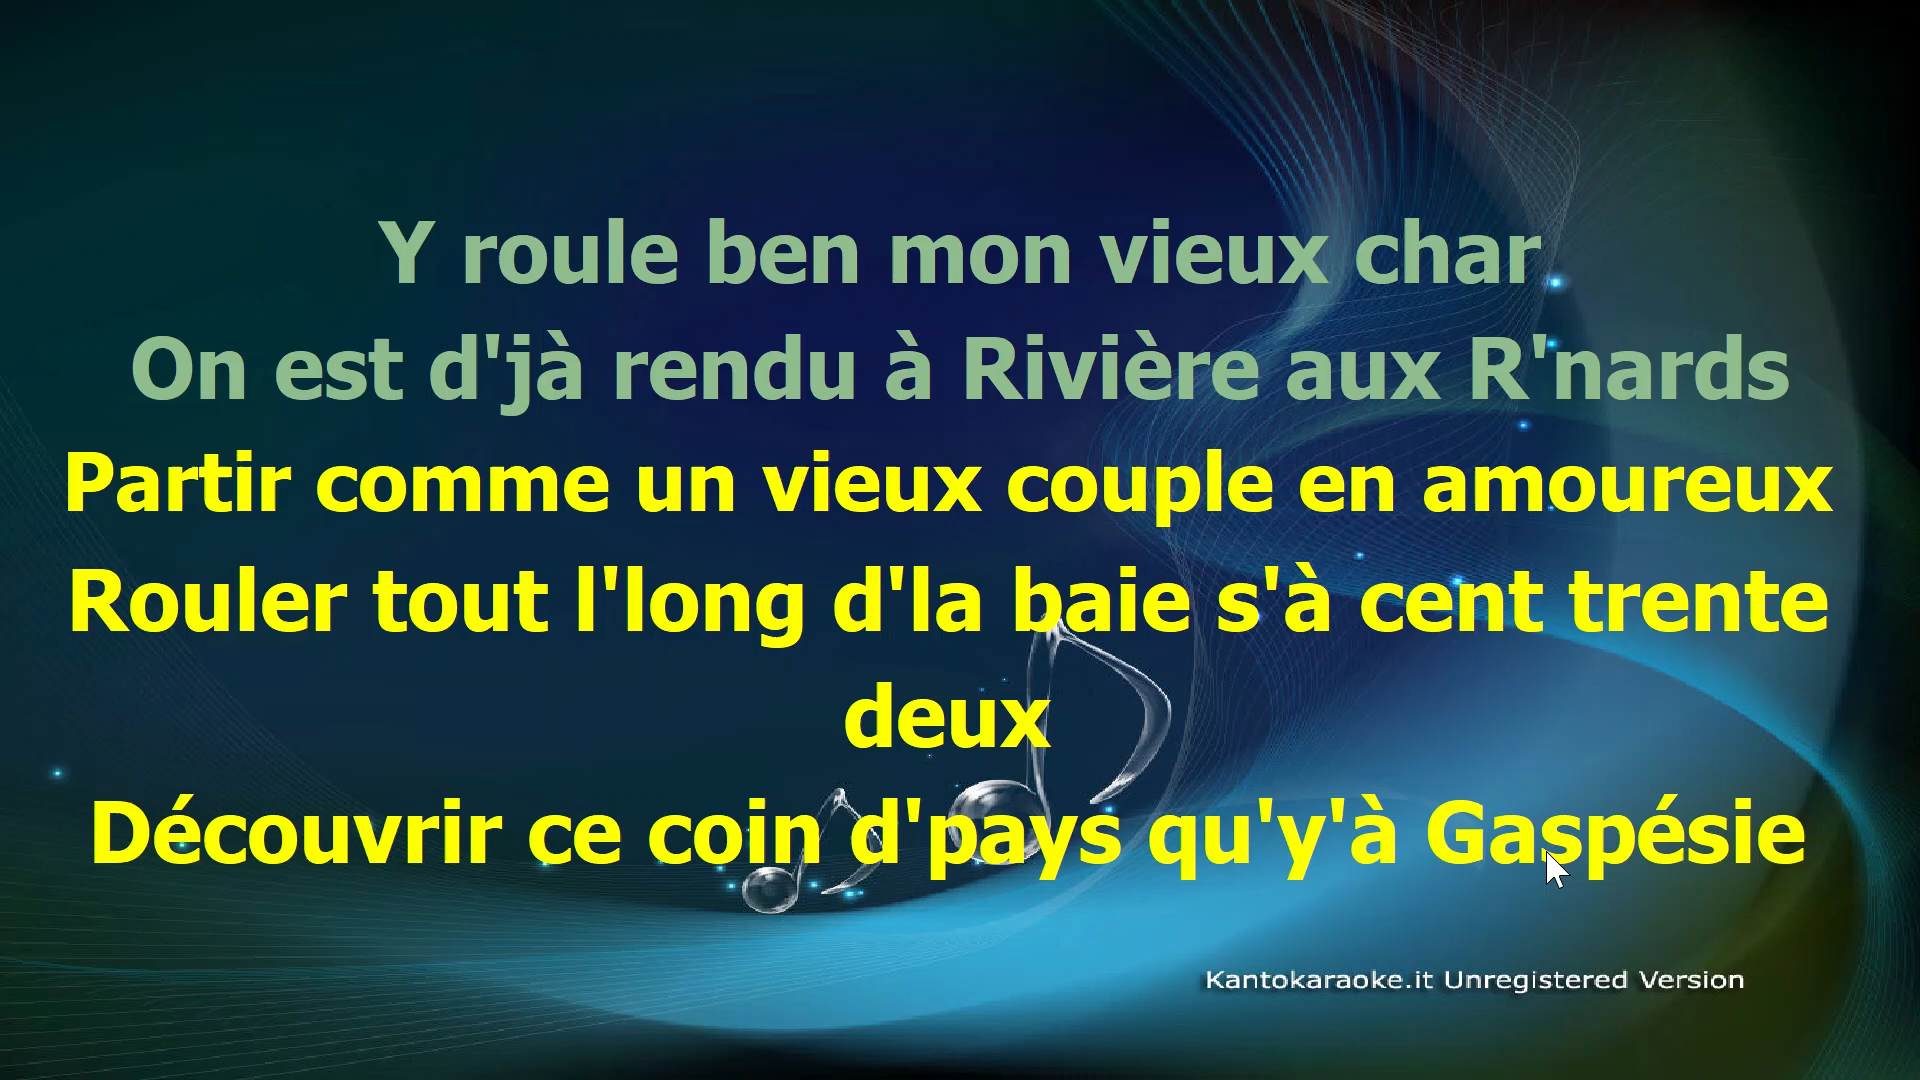 Y roule ben mon vieux char
On est d'jà rendu à Rivière aux R'nards
Partir comme un vieux couple en amoureux
Rouler tout l'long d'la baie s'à cent trente
deux
Découvrir ce coin d'pays qu'y'à Gaspésie
Kantokaraoke.it Unregistered Version